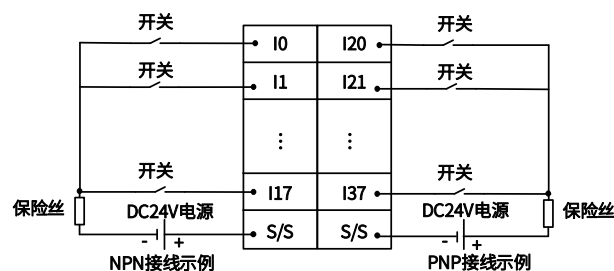 开关 I0 I20 开关
开关 I1 I21 开关
⋮ ⋮
开关 I17 I37 开关
保险丝 DC24V电源 S/S S/S DC24V电源 保险丝
- + - +
NPN接线示例 PNP接线示例